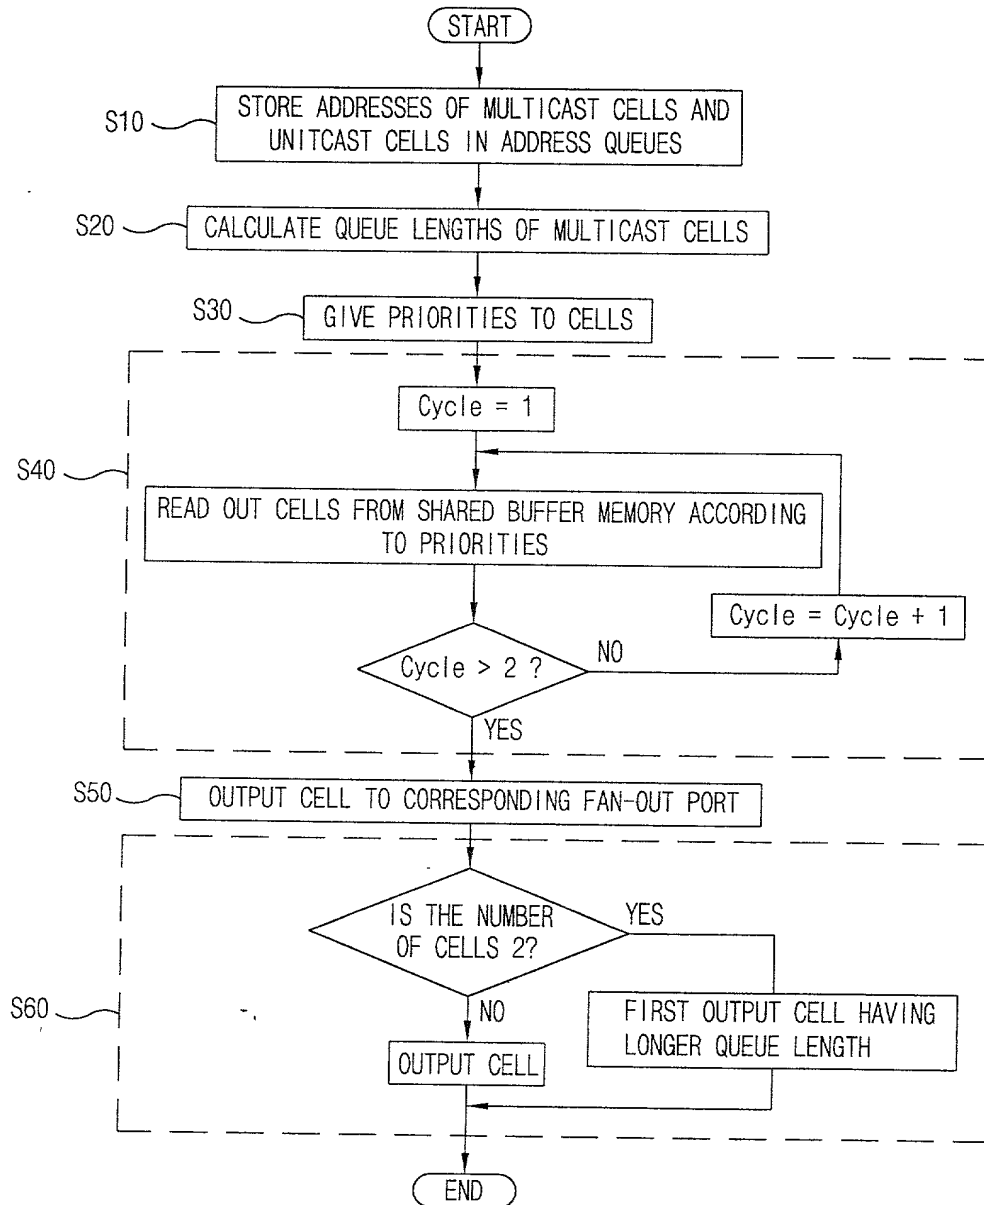 START
S10
STORE ADDRESSES OF MULTICAST CELLS AND
UNITCAST CELLS IN ADDRESS QUEUES
S20
CALCULATE QUEUE LENGTHS OF MULTICAST CELLS
S30
GIVE PRIORITIES TO CELLS
Cycle = 1
S40
READ OUT CELLS FROM SHARED BUFFER MEMORY ACCORDING
TO PRIORITIES
Cycle = Cycle + 1
Cycle > 2 ?
NO
YES
S50
OUTPUT CELL TO CORRESPONDING FAN-OUT PORT
IS THE NUMBER
OF CELLS 2?
YES
S60
NO
FIRST OUTPUT CELL HAVING
LONGER QUEUE LENGTH
OUTPUT CELL
END